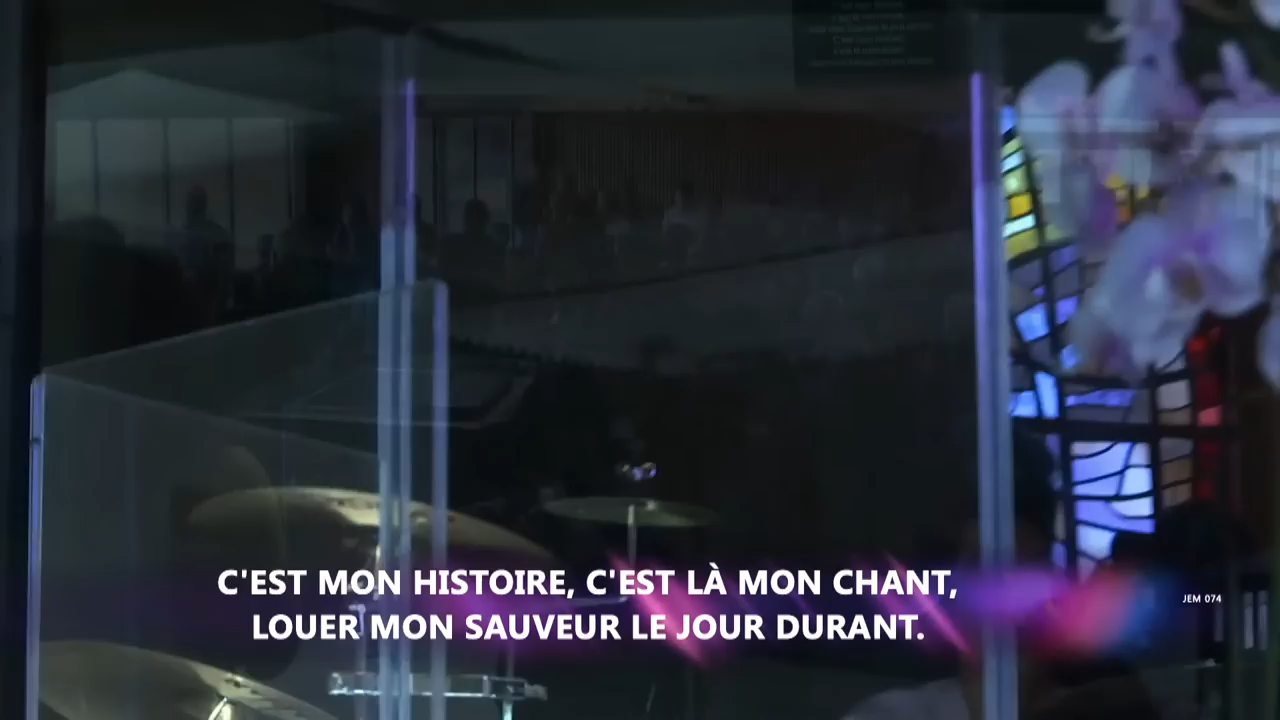 C'EST MON HISTOIRE, C'EST LÀ MON CHANT,
LOUER MON SAUVEUR LE JOUR DURANT.
JEM 074